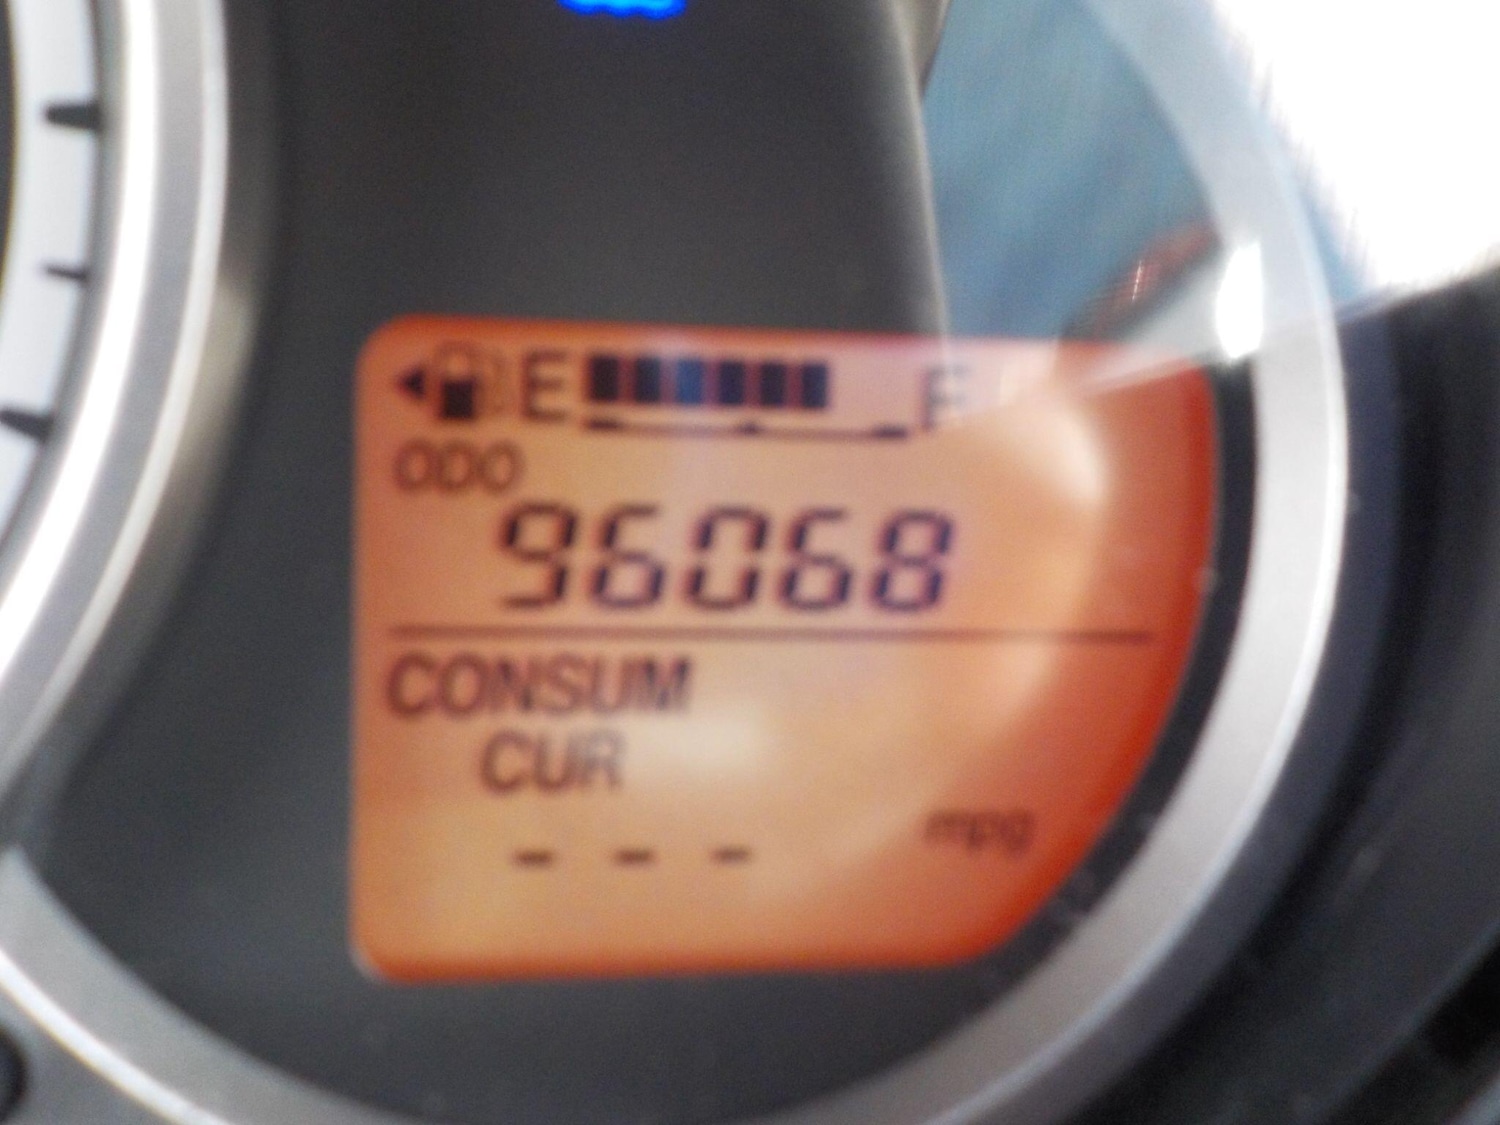 E F
ODO
96068
CONSUM
CUR
--- mpg